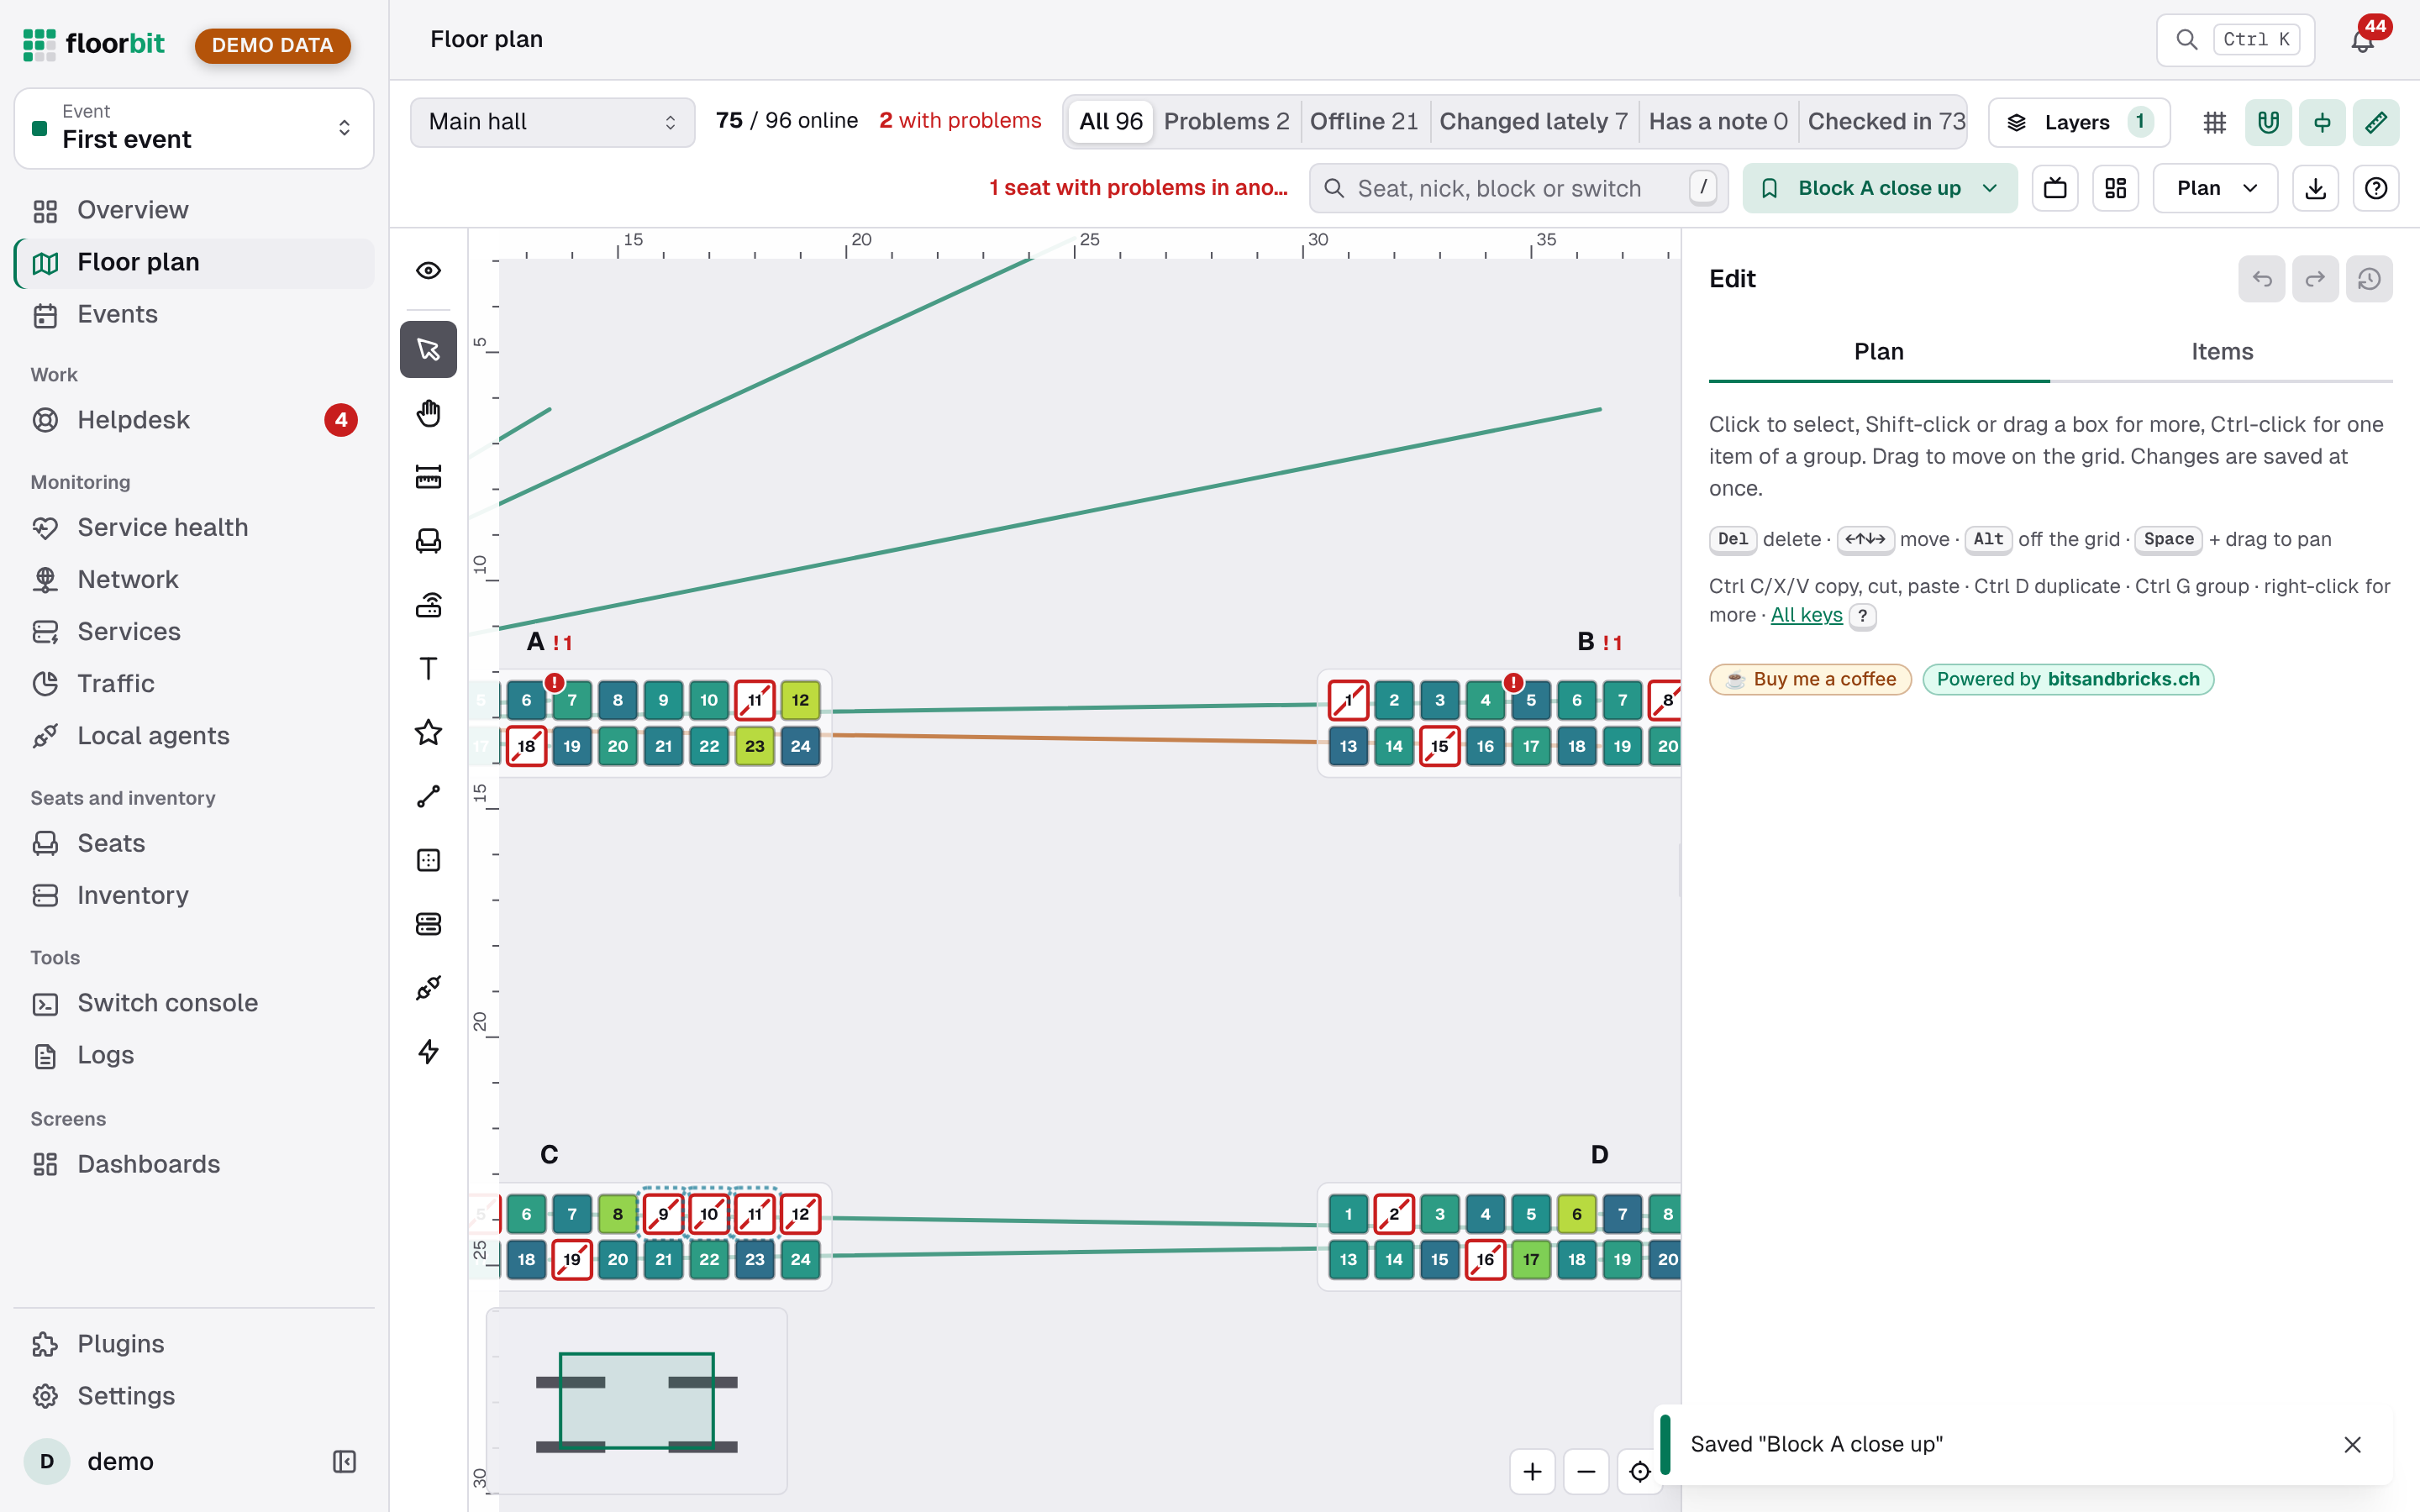 floorbit DEMO DATA
Event
First event
Overview
Floor plan
Events
Work
Helpdesk 4
Monitoring
Service health
Network
Services
Traffic
Local agents
Seats and inventory
Seats
Inventory
Tools
Switch console
Logs
Screens
Dashboards
Plugins
Settings
D demo
Floor plan
Ctrl K 44
Main hall 75 / 96 online 2 with problems All 96 Problems 2 Offline 21 Changed lately 7 Has a note 0 Checked in 73 Layers 1
1 seat with problems in ano... Seat, nick, block or switch / Block A close up Plan
15 20 25 30 35
5
10
15
20
25
30
A !1 B !1
5 6 ! 7 8 9 10 11 12 1 2 3 4 ! 5 6 7 8
17 18 19 20 21 22 23 24 13 14 15 16 17 18 19 20
C D
5 6 7 8 9 10 11 12 1 2 3 4 5 6 7 8
18 19 20 21 22 23 24 13 14 15 16 17 18 19 20
Edit
Plan Items
Click to select, Shift-click or drag a box for more, Ctrl-click for one
item of a group. Drag to move on the grid. Changes are saved at
once.
Del delete · ←↑↓→ move · Alt off the grid · Space + drag to pan
Ctrl C/X/V copy, cut, paste · Ctrl D duplicate · Ctrl G group · right-click for
more · All keys ?
Buy me a coffee Powered by bitsandbricks.ch
Saved "Block A close up"